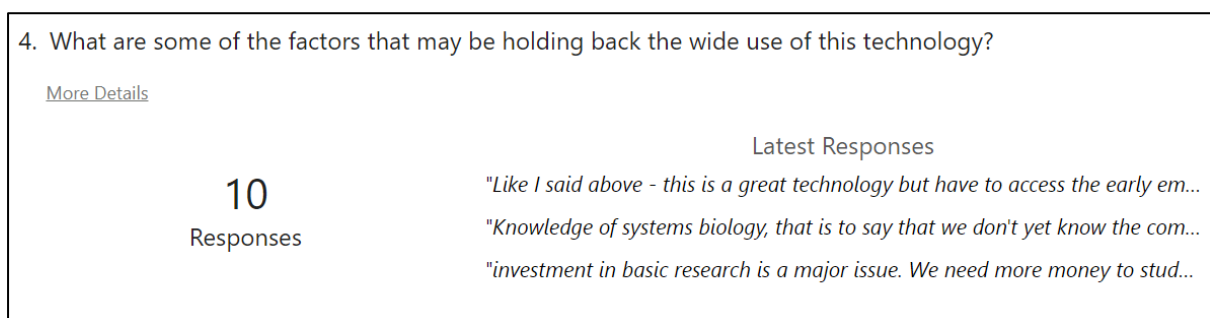 4. What are some of the factors that may be holding back the wide use of this technology?
More Details
10
Responses
Latest Responses
"Like I said above - this is a great technology but have to access the early em...
"Knowledge of systems biology, that is to say that we don't yet know the com...
"investment in basic research is a major issue. We need more money to stud...